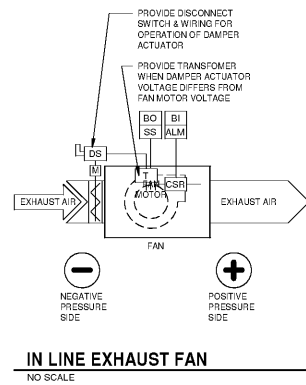 PROVIDE DISCONNECT
SWITCH & WIRING FOR
OPERATION OF DAMPER
ACTUATOR
PROVIDE TRANSFOMER
WHEN DAMPER ACTUATOR
VOLTAGE DIFFERS FROM
FAN MOTOR VOLTAGE
BO BI
SS ALM
DS
M
T
FAN
MOTOR
CSR
EXHAUST AIR
EXHAUST AIR
FAN
NEGATIVE
PRESSURE
SIDE
POSITIVE
PRESSURE
SIDE
IN LINE EXHAUST FAN
NO SCALE